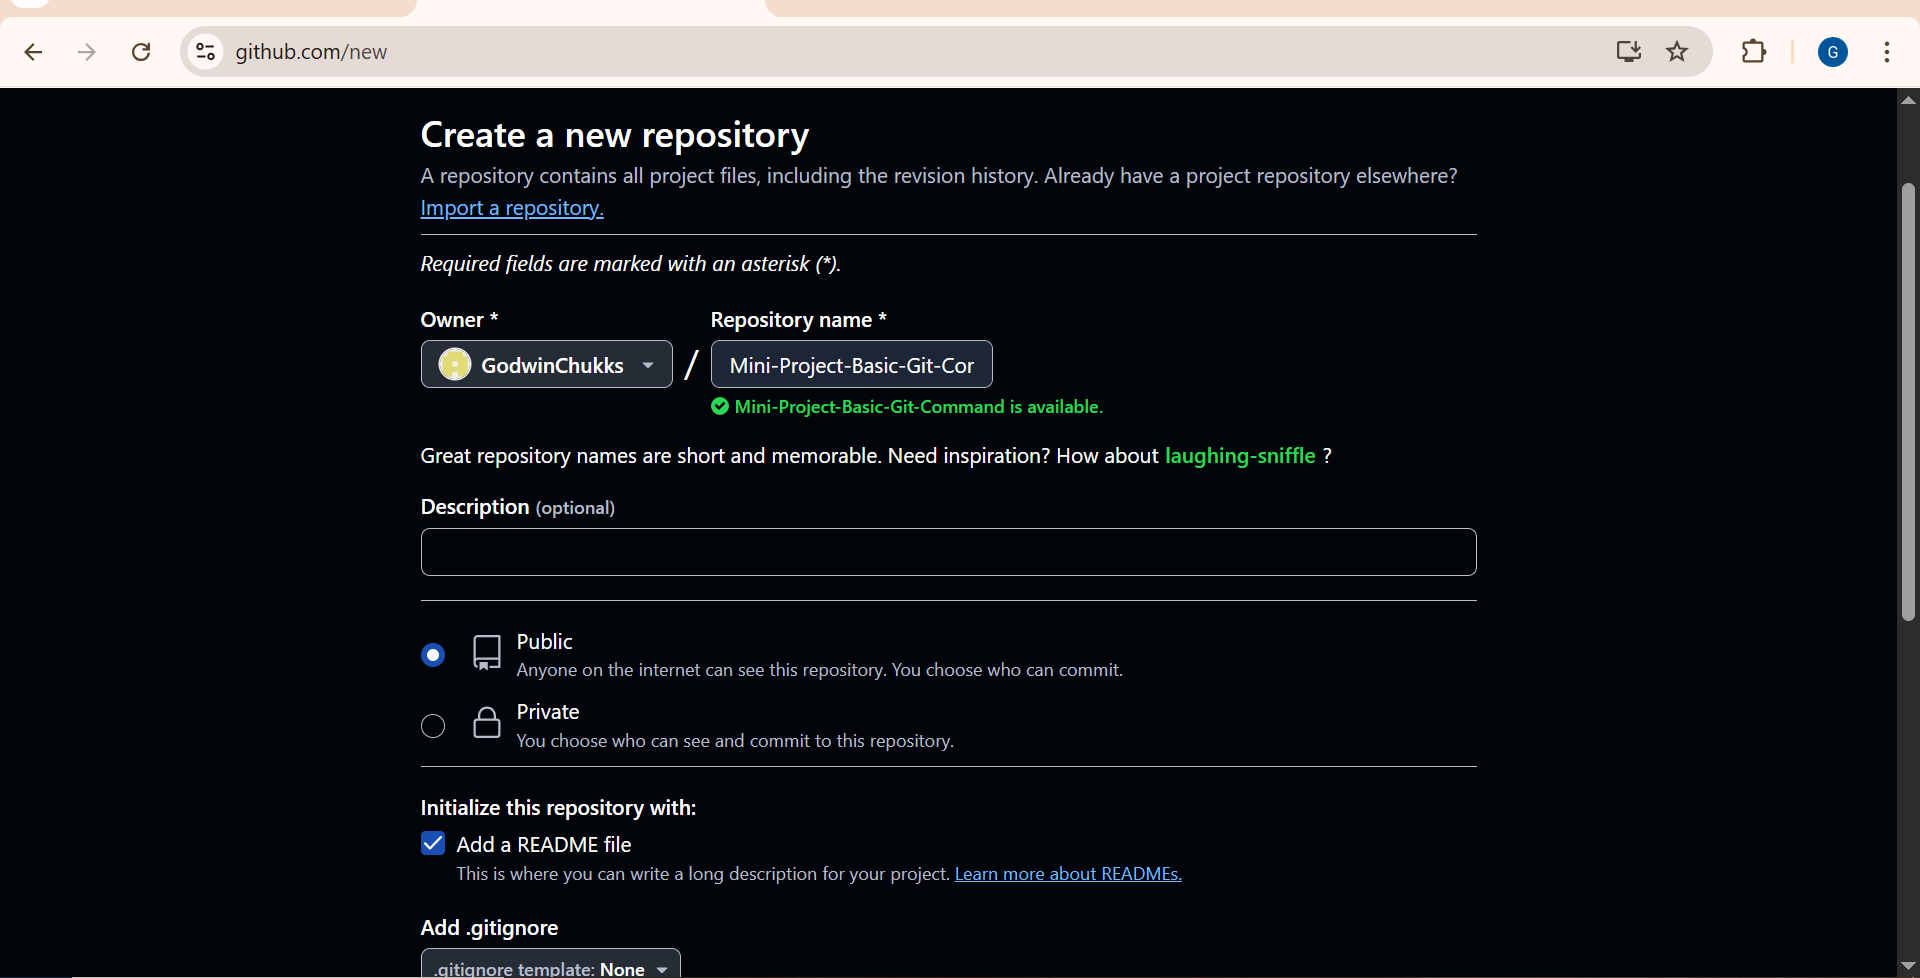 github.com/new
G
Create a new repository
A repository contains all project files, including the revision history. Already have a project repository elsewhere?
Import a repository.
Required fields are marked with an asterisk (*).
Owner * Repository name *
GodwinChukks / Mini-Project-Basic-Git-Cor
Mini-Project-Basic-Git-Command is available.
Great repository names are short and memorable. Need inspiration? How about laughing-sniffle ?
Description (optional)
Public
Anyone on the internet can see this repository. You choose who can commit.
Private
You choose who can see and commit to this repository.
Initialize this repository with:
Add a README file
This is where you can write a long description for your project. Learn more about READMEs.
Add .gitignore
.gitignore template: None